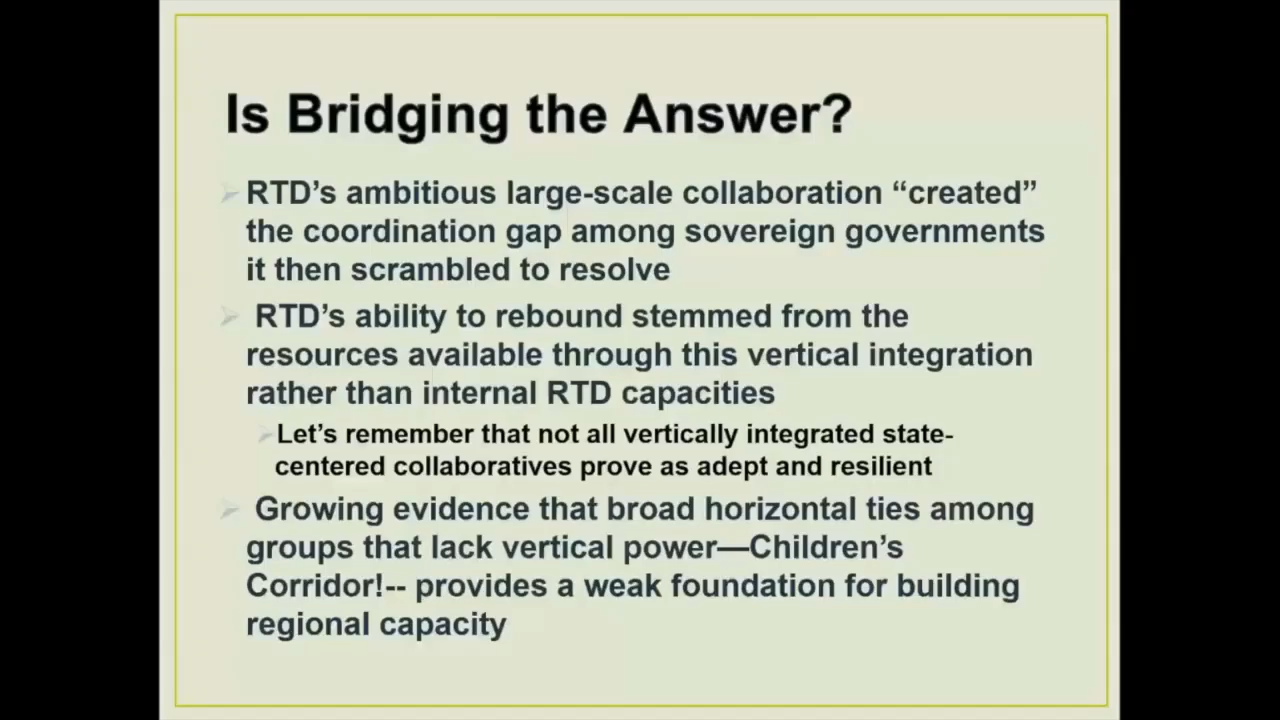 Is Bridging the Answer?
RTD’s ambitious large-scale collaboration “created”
the coordination gap among sovereign governments
it then scrambled to resolve
RTD’s ability to rebound stemmed from the
resources available through this vertical integration
rather than internal RTD capacities
Let’s remember that not all vertically integrated state-
centered collaboratives prove as adept and resilient
Growing evidence that broad horizontal ties among
groups that lack vertical power—Children’s
Corridor!-- provides a weak foundation for building
regional capacity